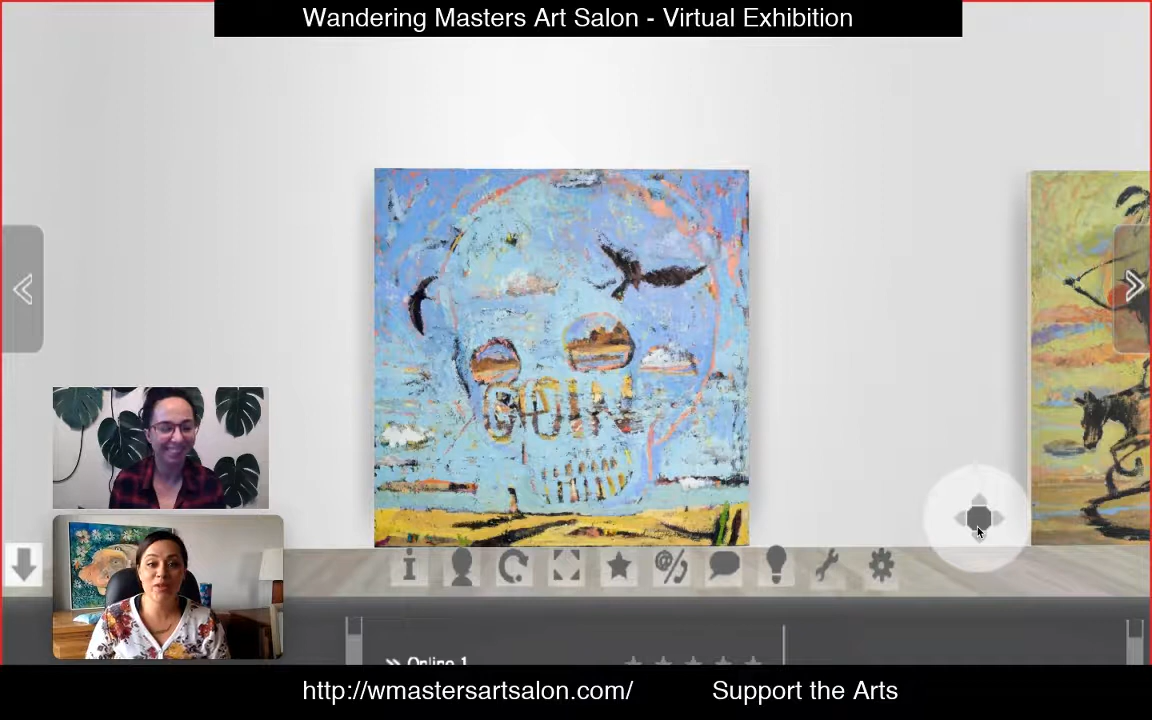 Wandering Masters Art Salon - Virtual Exhibition
GOIN
» Online 1
http://wmastersartsalon.com/ Support the Arts